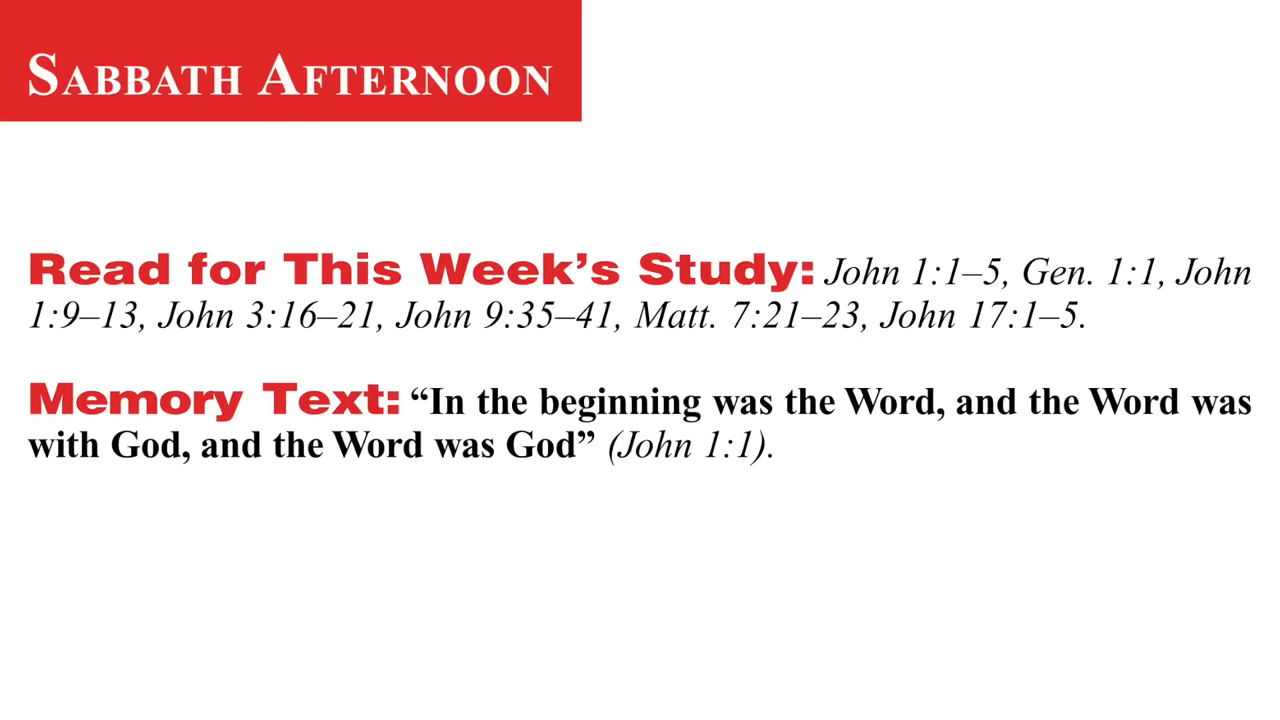 SABBATH AFTERNOON
Read for This Week’s Study: John 1:1–5, Gen. 1:1, John
1:9–13, John 3:16–21, John 9:35–41, Matt. 7:21–23, John 17:1–5.
Memory Text: “In the beginning was the Word, and the Word was
with God, and the Word was God” (John 1:1).